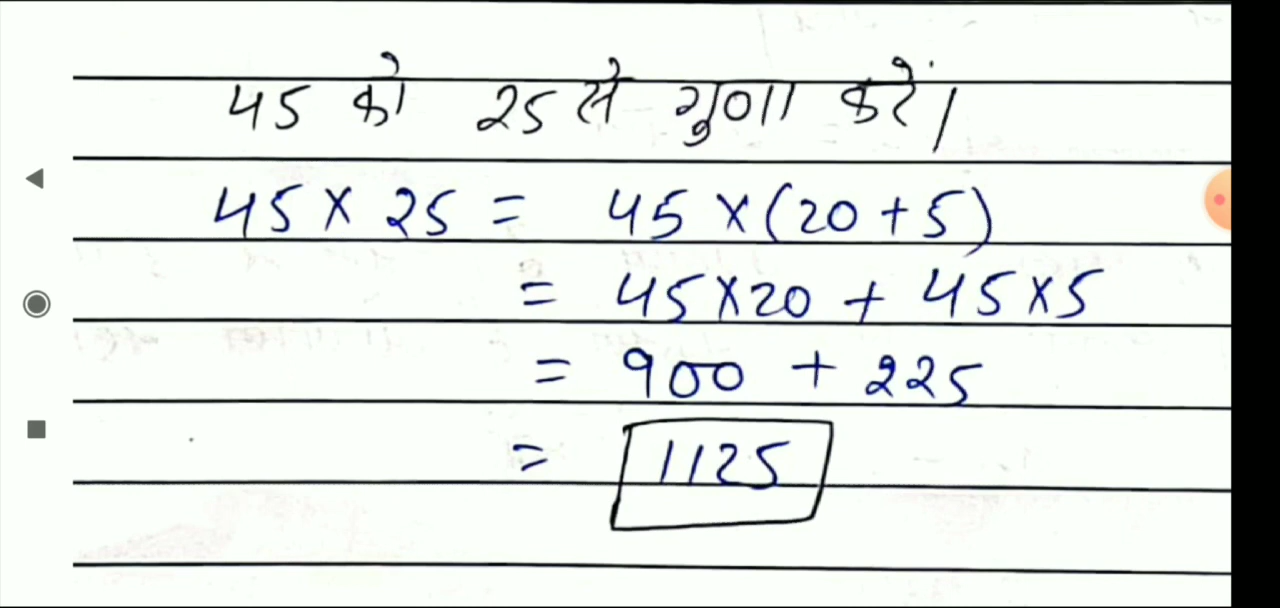 45 को 25 से गुणा करें।
45 × 25 = 45 × (20 + 5)
= 45 × 20 + 45 × 5
= 900 + 225
= 1125